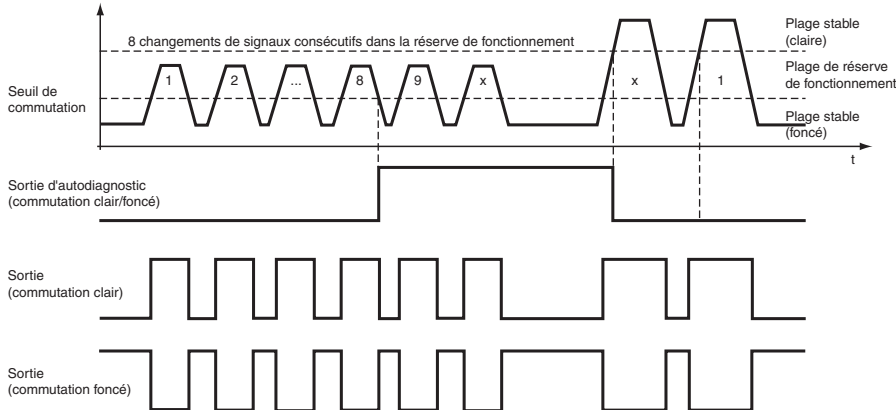 8 changements de signaux consécutifs dans la réserve de fonctionnement
Plage stable
(claire)
Seuil de
commutation
1 2 ... 8 9 x x 1
Plage de réserve
de fonctionnement
Plage stable
(foncé)
t
Sortie d'autodiagnostic
(commutation clair/foncé)
Sortie
(commutation clair)
Sortie
(commutation foncé)